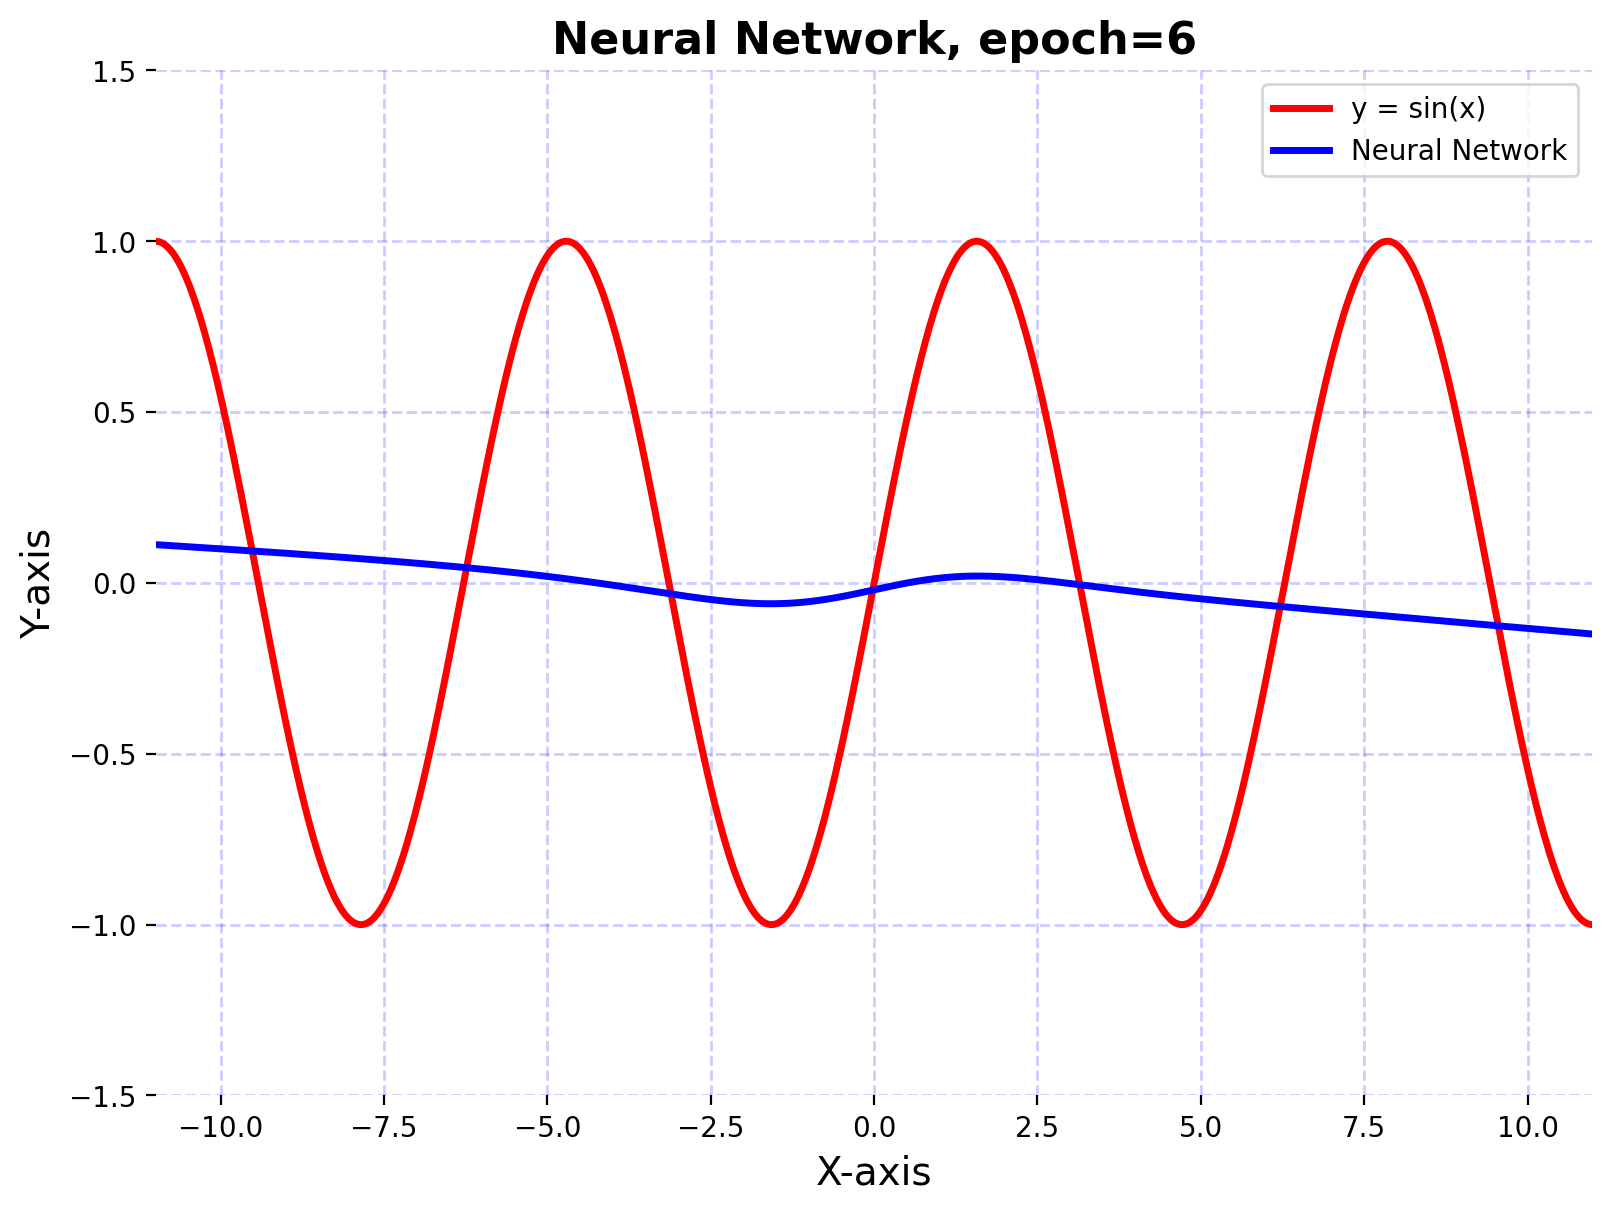 Neural Network, epoch=6
y = sin(x)
Neural Network
Y-axis
1.5
1.0
0.5
0.0
−0.5
−1.0
−1.5
−10.0 −7.5 −5.0 −2.5 0.0 2.5 5.0 7.5 10.0
X-axis